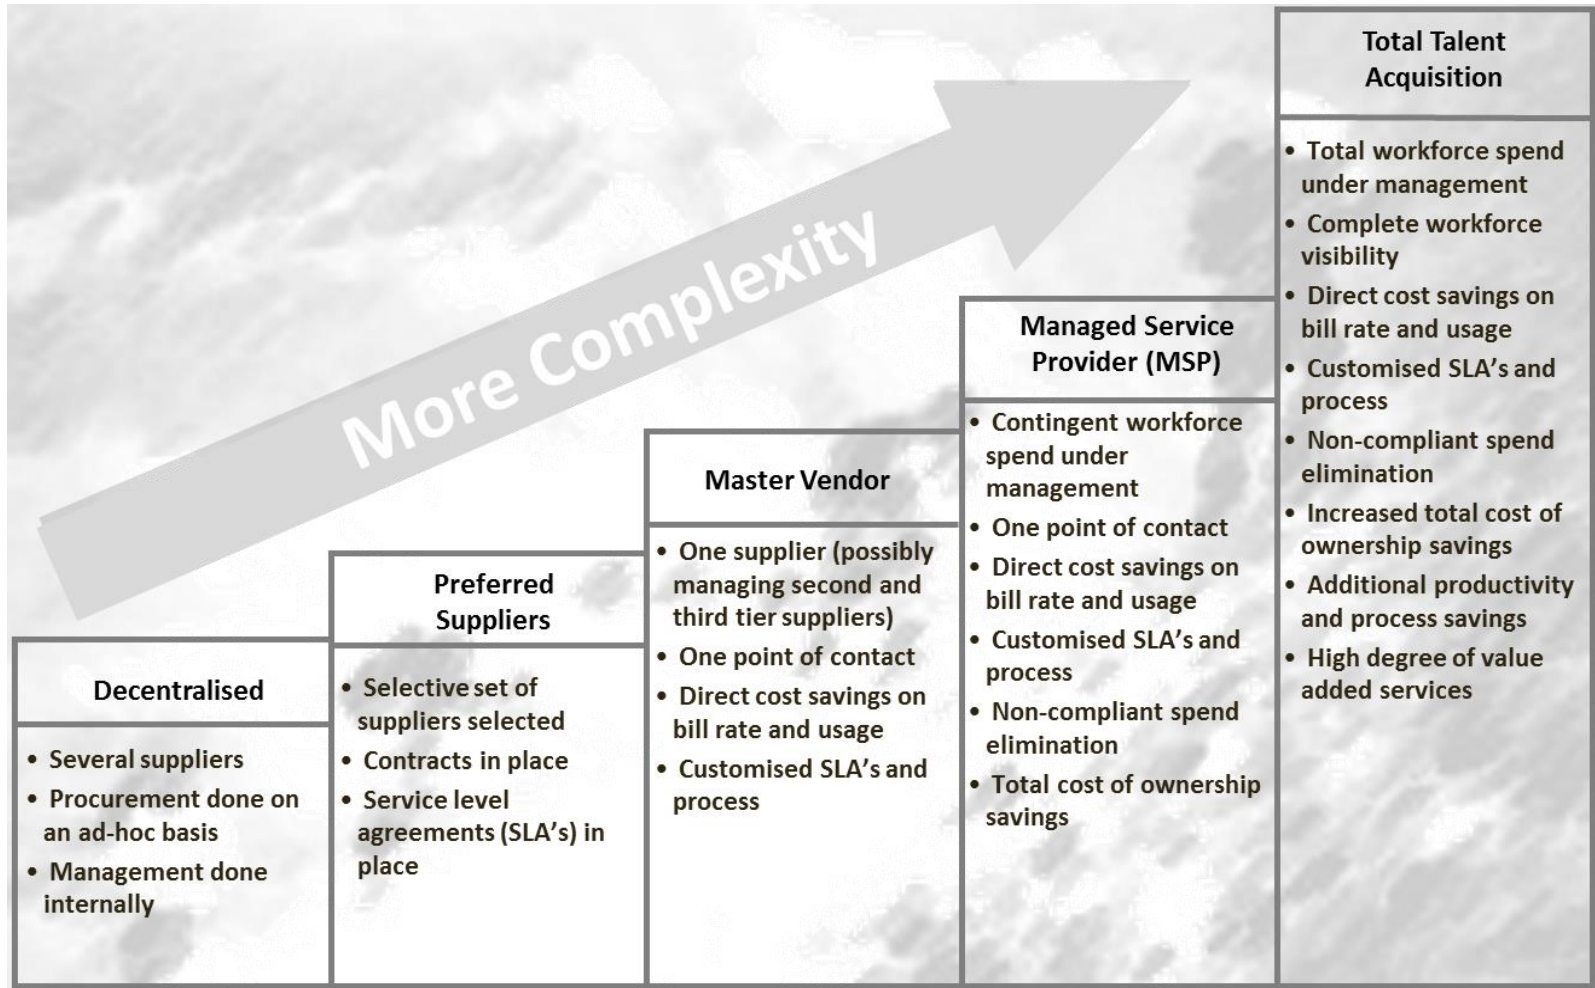 More Complexity
Decentralised
• Several suppliers
• Procurement done on
an ad-hoc basis
• Management done
internally
Preferred
Suppliers
• Selective set of
suppliers selected
• Contracts in place
• Service level
agreements (SLA's) in
place
Master Vendor
• One supplier (possibly
managing second and
third tier suppliers)
• One point of contact
• Direct cost savings on
bill rate and usage
• Customised SLA's and
process
Managed Service
Provider (MSP)
• Contingent workforce
spend under
management
• One point of contact
• Direct cost savings on
bill rate and usage
• Customised SLA's and
process
• Non-compliant spend
elimination
• Total cost of ownership
savings
Total Talent
Acquisition
• Total workforce spend
under management
• Complete workforce
visibility
• Direct cost savings on
bill rate and usage
• Customised SLA's and
process
• Non-compliant spend
elimination
• Increased total cost of
ownership savings
• Additional productivity
and process savings
• High degree of value
added services